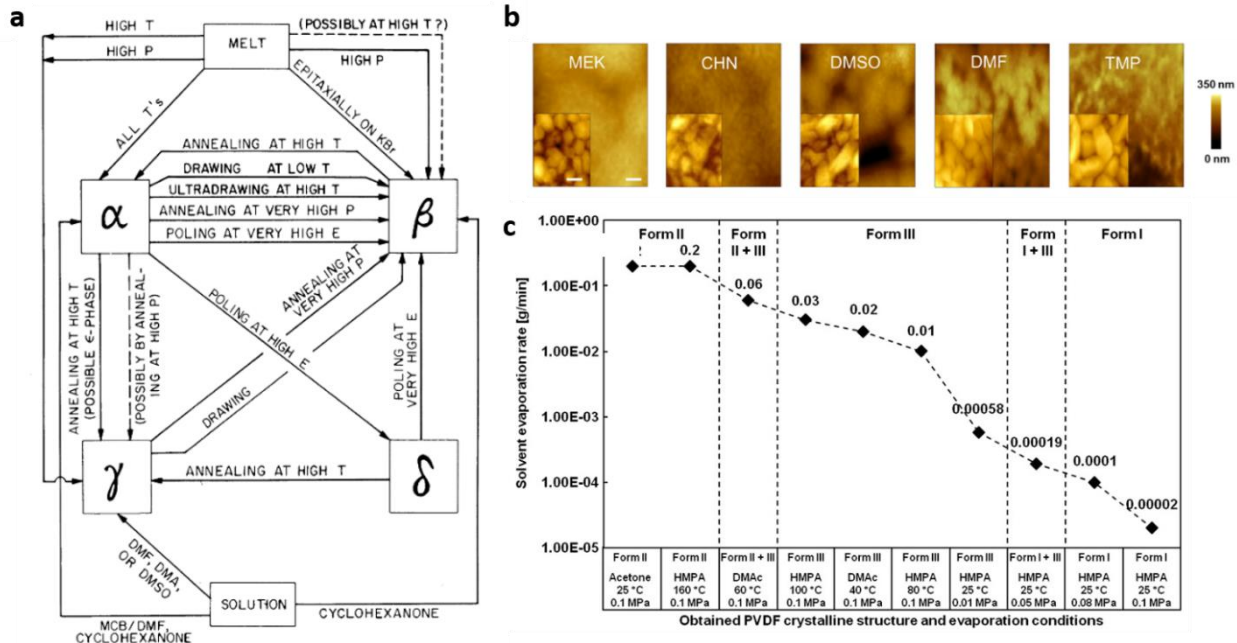 a
HIGH T
HIGH P
MELT
(POSSIBLY AT HIGH T?)
HIGH P
EPITAXIALLY ON KBr
ALL T'S
ANNEALING AT HIGH T
DRAWING AT LOW T
ULTRADRAWING AT HIGH T
ANNEALING AT VERY HIGH P
POLING AT VERY HIGH E
α
β
ANNEALING AT HIGH T
(POSSIBLE ϵ-PHASE)
(POSSIBLY BY ANNEAL-
ING AT HIGH P)
POLING AT HIGH E
ANNEALING AT
VERY HIGH P
DRAWING
POLING AT
VERY HIGH E
γ
δ
ANNEALING AT HIGH T
DMF, DMA,
OR DMSO
SOLUTION
CYCLOHEXANONE
MCB/DMF,
CYCLOHEXANONE
b
MEK
CHN
DMSO
DMF
TMP
350 nm
0 nm
c
Solvent evaporation rate [g/min]
1.00E+00
1.00E-01
1.00E-02
1.00E-03
1.00E-04
1.00E-05
Form II
Form
II + III
Form III
Form
I + III
Form I
0.2
0.06
0.03
0.02
0.01
0.00058
0.00019
0.0001
0.00002
Form II
Acetone
25 °C
0.1 MPa
Form II
HMPA
160 °C
0.1 MPa
Form II + III
DMAc
60 °C
0.1 MPa
Form III
HMPA
100 °C
0.1 MPa
Form III
DMAc
40 °C
0.1 MPa
Form III
HMPA
80 °C
0.1 MPa
Form III
HMPA
25 °C
0.01 MPa
Form I + III
HMPA
25 °C
0.05 MPa
Form I
HMPA
25 °C
0.08 MPa
Form I
HMPA
25 °C
0.1 MPa
Obtained PVDF crystalline structure and evaporation conditions